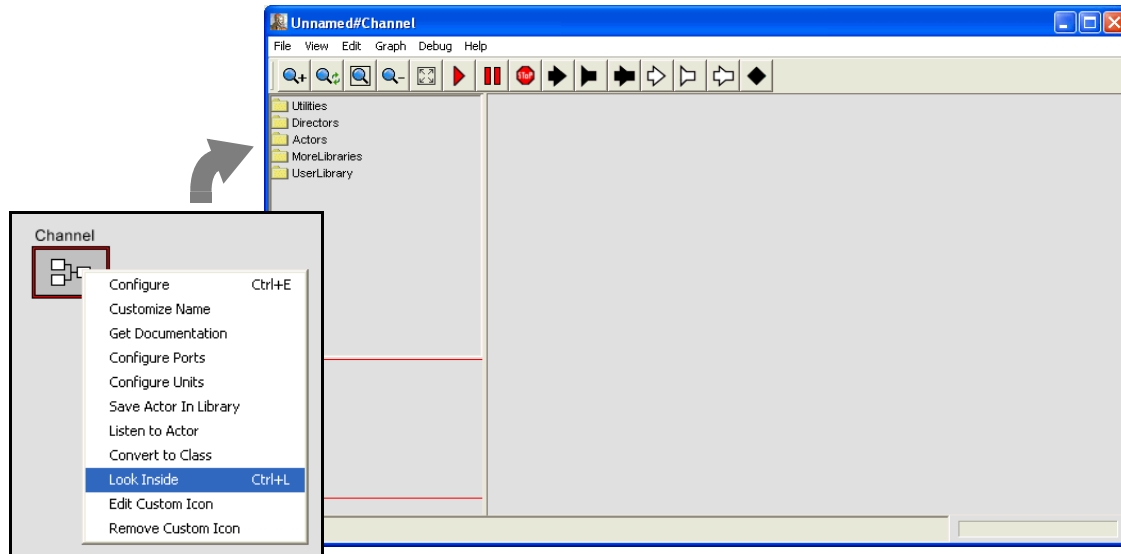 Unnamed#Channel
File View Edit Graph Debug Help
STOP
Utilities
Directors
Actors
MoreLibraries
UserLibrary
Channel
Configure Ctrl+E
Customize Name
Get Documentation
Configure Ports
Configure Units
Save Actor In Library
Listen to Actor
Convert to Class
Look Inside Ctrl+L
Edit Custom Icon
Remove Custom Icon